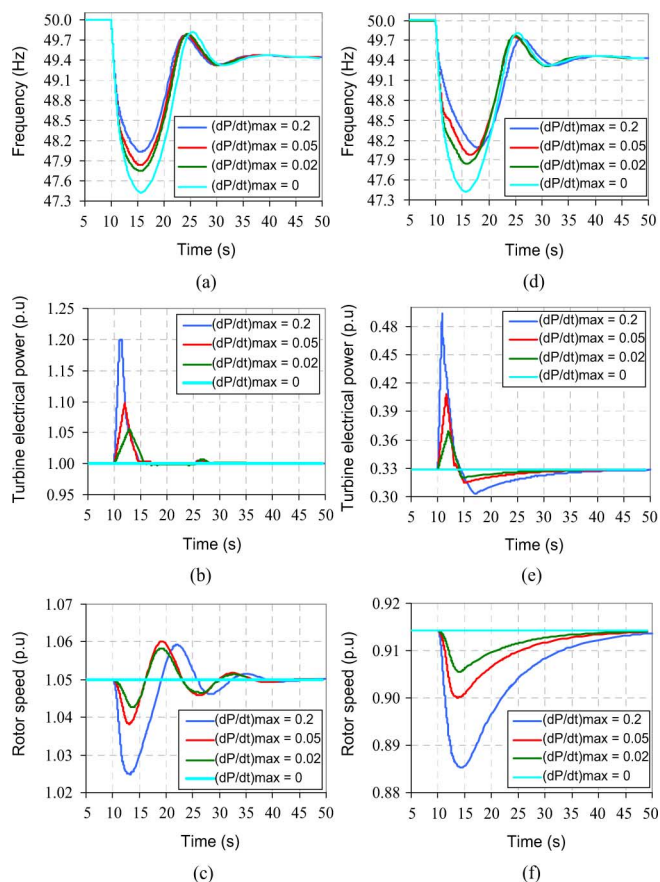 Frequency (Hz)
50.0
49.7
49.4
49.1
48.8
48.5
48.2
47.9
47.6
47.3
(dP/dt)max = 0.2
(dP/dt)max = 0.05
(dP/dt)max = 0.02
(dP/dt)max = 0
5 10 15 20 25 30 35 40 45 50
Time (s)
(a)
Frequency (Hz)
50.0
49.7
49.4
49.1
48.8
48.5
48.2
47.9
47.6
47.3
(dP/dt)max = 0.2
(dP/dt)max = 0.05
(dP/dt)max = 0.02
(dP/dt)max = 0
5 10 15 20 25 30 35 40 45 50
Time (s)
(d)
Turbine electrical power (p.u)
1.25
1.20
1.15
1.10
1.05
1.00
0.95
(dP/dt)max = 0.2
(dP/dt)max = 0.05
(dP/dt)max = 0.02
(dP/dt)max = 0
5 10 15 20 25 30 35 40 45 50
Time (s)
(b)
Turbine electrical power (p.u)
0.48
0.45
0.42
0.39
0.36
0.33
0.30
(dP/dt)max = 0.2
(dP/dt)max = 0.05
(dP/dt)max = 0.02
(dP/dt)max = 0
5 10 15 20 25 30 35 40 45 50
Time (s)
(e)
Rotor speed (p.u)
1.07
1.06
1.05
1.04
1.03
1.02
(dP/dt)max = 0.2
(dP/dt)max = 0.05
(dP/dt)max = 0.02
(dP/dt)max = 0
5 10 15 20 25 30 35 40 45 50
Time (s)
(c)
Rotor speed (p.u)
0.92
0.91
0.90
0.89
0.88
(dP/dt)max = 0.2
(dP/dt)max = 0.05
(dP/dt)max = 0.02
(dP/dt)max = 0
5 10 15 20 25 30 35 40 45 50
Time (s)
(f)